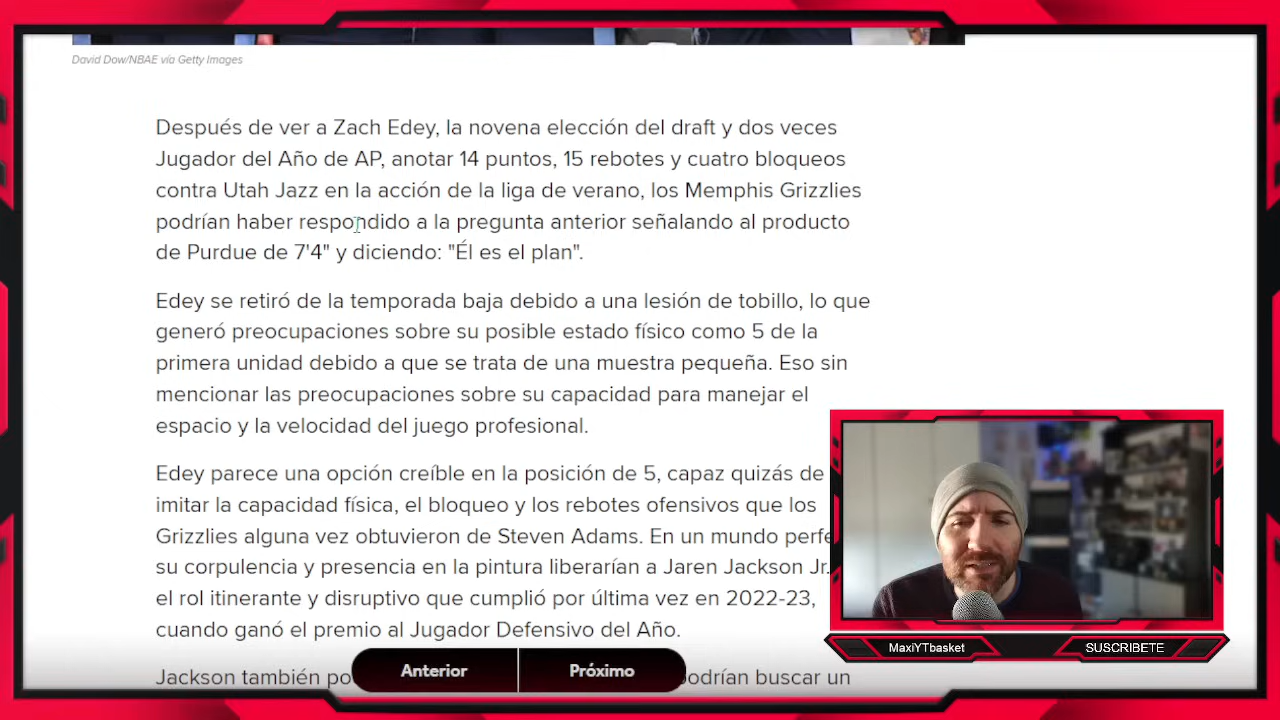 David Dow/NBAE vía Getty Images
Después de ver a Zach Edey, la novena elección del draft y dos veces
Jugador del Año de AP, anotar 14 puntos, 15 rebotes y cuatro bloqueos
contra Utah Jazz en la acción de la liga de verano, los Memphis Grizzlies
podrían haber respondido a la pregunta anterior señalando al producto
de Purdue de 7'4" y diciendo: "Él es el plan".
Edey se retiró de la temporada baja debido a una lesión de tobillo, lo que
generó preocupaciones sobre su posible estado físico como 5 de la
primera unidad debido a que se trata de una muestra pequeña. Eso sin
mencionar las preocupaciones sobre su capacidad para manejar el
espacio y la velocidad del juego profesional.
Edey parece una opción creíble en la posición de 5, capaz quizás de
imitar la capacidad física, el bloqueo y los rebotes ofensivos que los
Grizzlies alguna vez obtuvieron de Steven Adams. En un mundo
su corpulencia y presencia en la pintura liberarían a Jaren Jackson Jr.
el rol itinerante y disruptivo que cumplió por última vez en 2022-23,
cuando ganó el premio al Jugador Defensivo del Año.
Jackson también podrían buscar un
Anterior
Próximo
MaxiYTbasket
SUSCRIBETE